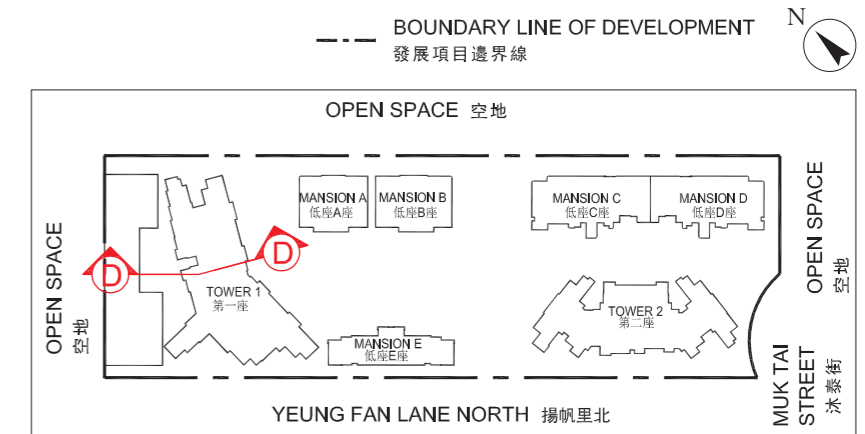 BOUNDARY LINE OF DEVELOPMENT
發展項目邊界線
N
OPEN SPACE 空地
OPEN SPACE
空地
MANSION A
低座A座
MANSION B
低座B座
MANSION C
低座C座
MANSION D
低座D座
OPEN SPACE
空地
D
D
TOWER 1
第一座
TOWER 2
第二座
MANSION E
低座E座
MUK TAI
STREET
沐泰街
YEUNG FAN LANE NORTH 揚帆里北